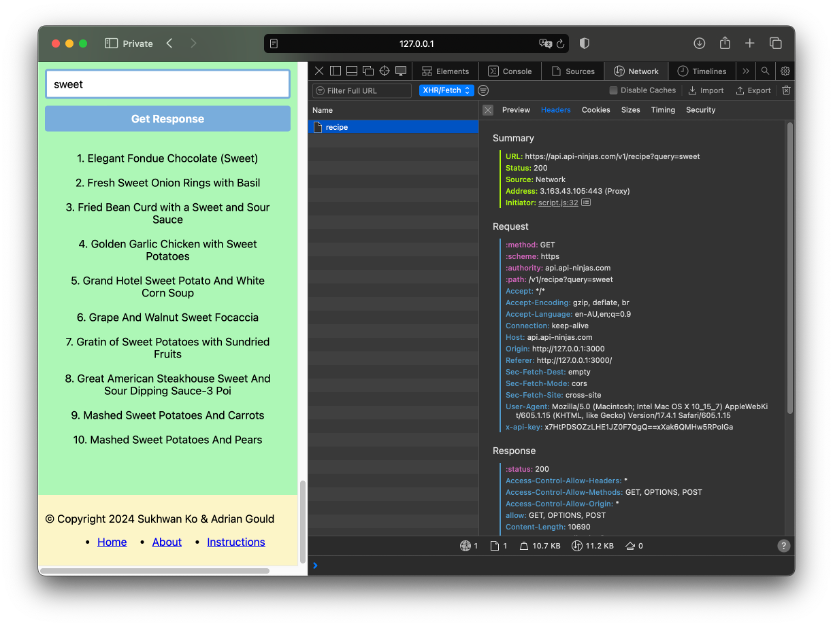 Private
127.0.0.1
sweet
Get Response
1. Elegant Fondue Chocolate (Sweet)
2. Fresh Sweet Onion Rings with Basil
3. Fried Bean Curd with a Sweet and Sour
Sauce
4. Golden Garlic Chicken with Sweet
Potatoes
5. Grand Hotel Sweet Potato And White
Corn Soup
6. Grape And Walnut Sweet Focaccia
7. Gratin of Sweet Potatoes with Sundried
Fruits
8. Great American Steakhouse Sweet And
Sour Dipping Sauce-3 Poi
9. Mashed Sweet Potatoes And Carrots
10. Mashed Sweet Potatoes And Pears
© Copyright 2024 Sukhwan Ko & Adrian Gould
• Home • About • Instructions
Elements Console Sources Network Timelines
Filter Full URL XHR/Fetch Disable Caches Import Export
Name
recipe
Preview Headers Cookies Sizes Timing Security
Summary
URL: https://api.api-ninjas.com/v1/recipe?query=sweet
Status: 200
Source: Network
Address: 3.163.43.105:443 (Proxy)
Initiator: script.js:32
Request
:method: GET
:scheme: https
:authority: api.api-ninjas.com
:path: /v1/recipe?query=sweet
Accept: */*
Accept-Encoding: gzip, deflate, br
Accept-Language: en-AU,en;q=0.9
Connection: keep-alive
Host: api.api-ninjas.com
Origin: http://127.0.0.1:3000
Referer: http://127.0.0.1:3000/
Sec-Fetch-Dest: empty
Sec-Fetch-Mode: cors
Sec-Fetch-Site: cross-site
User-Agent: Mozilla/5.0 (Macintosh; Intel Mac OS X 10_15_7) AppleWebKi
t/605.1.15 (KHTML, like Gecko) Version/17.4.1 Safari/605.1.15
x-api-key: x7HtPDSOZzLHE1JZ0F7QgQ==xXak6QMHw5RPolGa
Response
:status: 200
Access-Control-Allow-Headers: *
Access-Control-Allow-Methods: GET, OPTIONS, POST
Access-Control-Allow-Origin: *
allow: GET, OPTIONS, POST
Content-Length: 10690
1 1 10.7 KB 11.2 KB 0